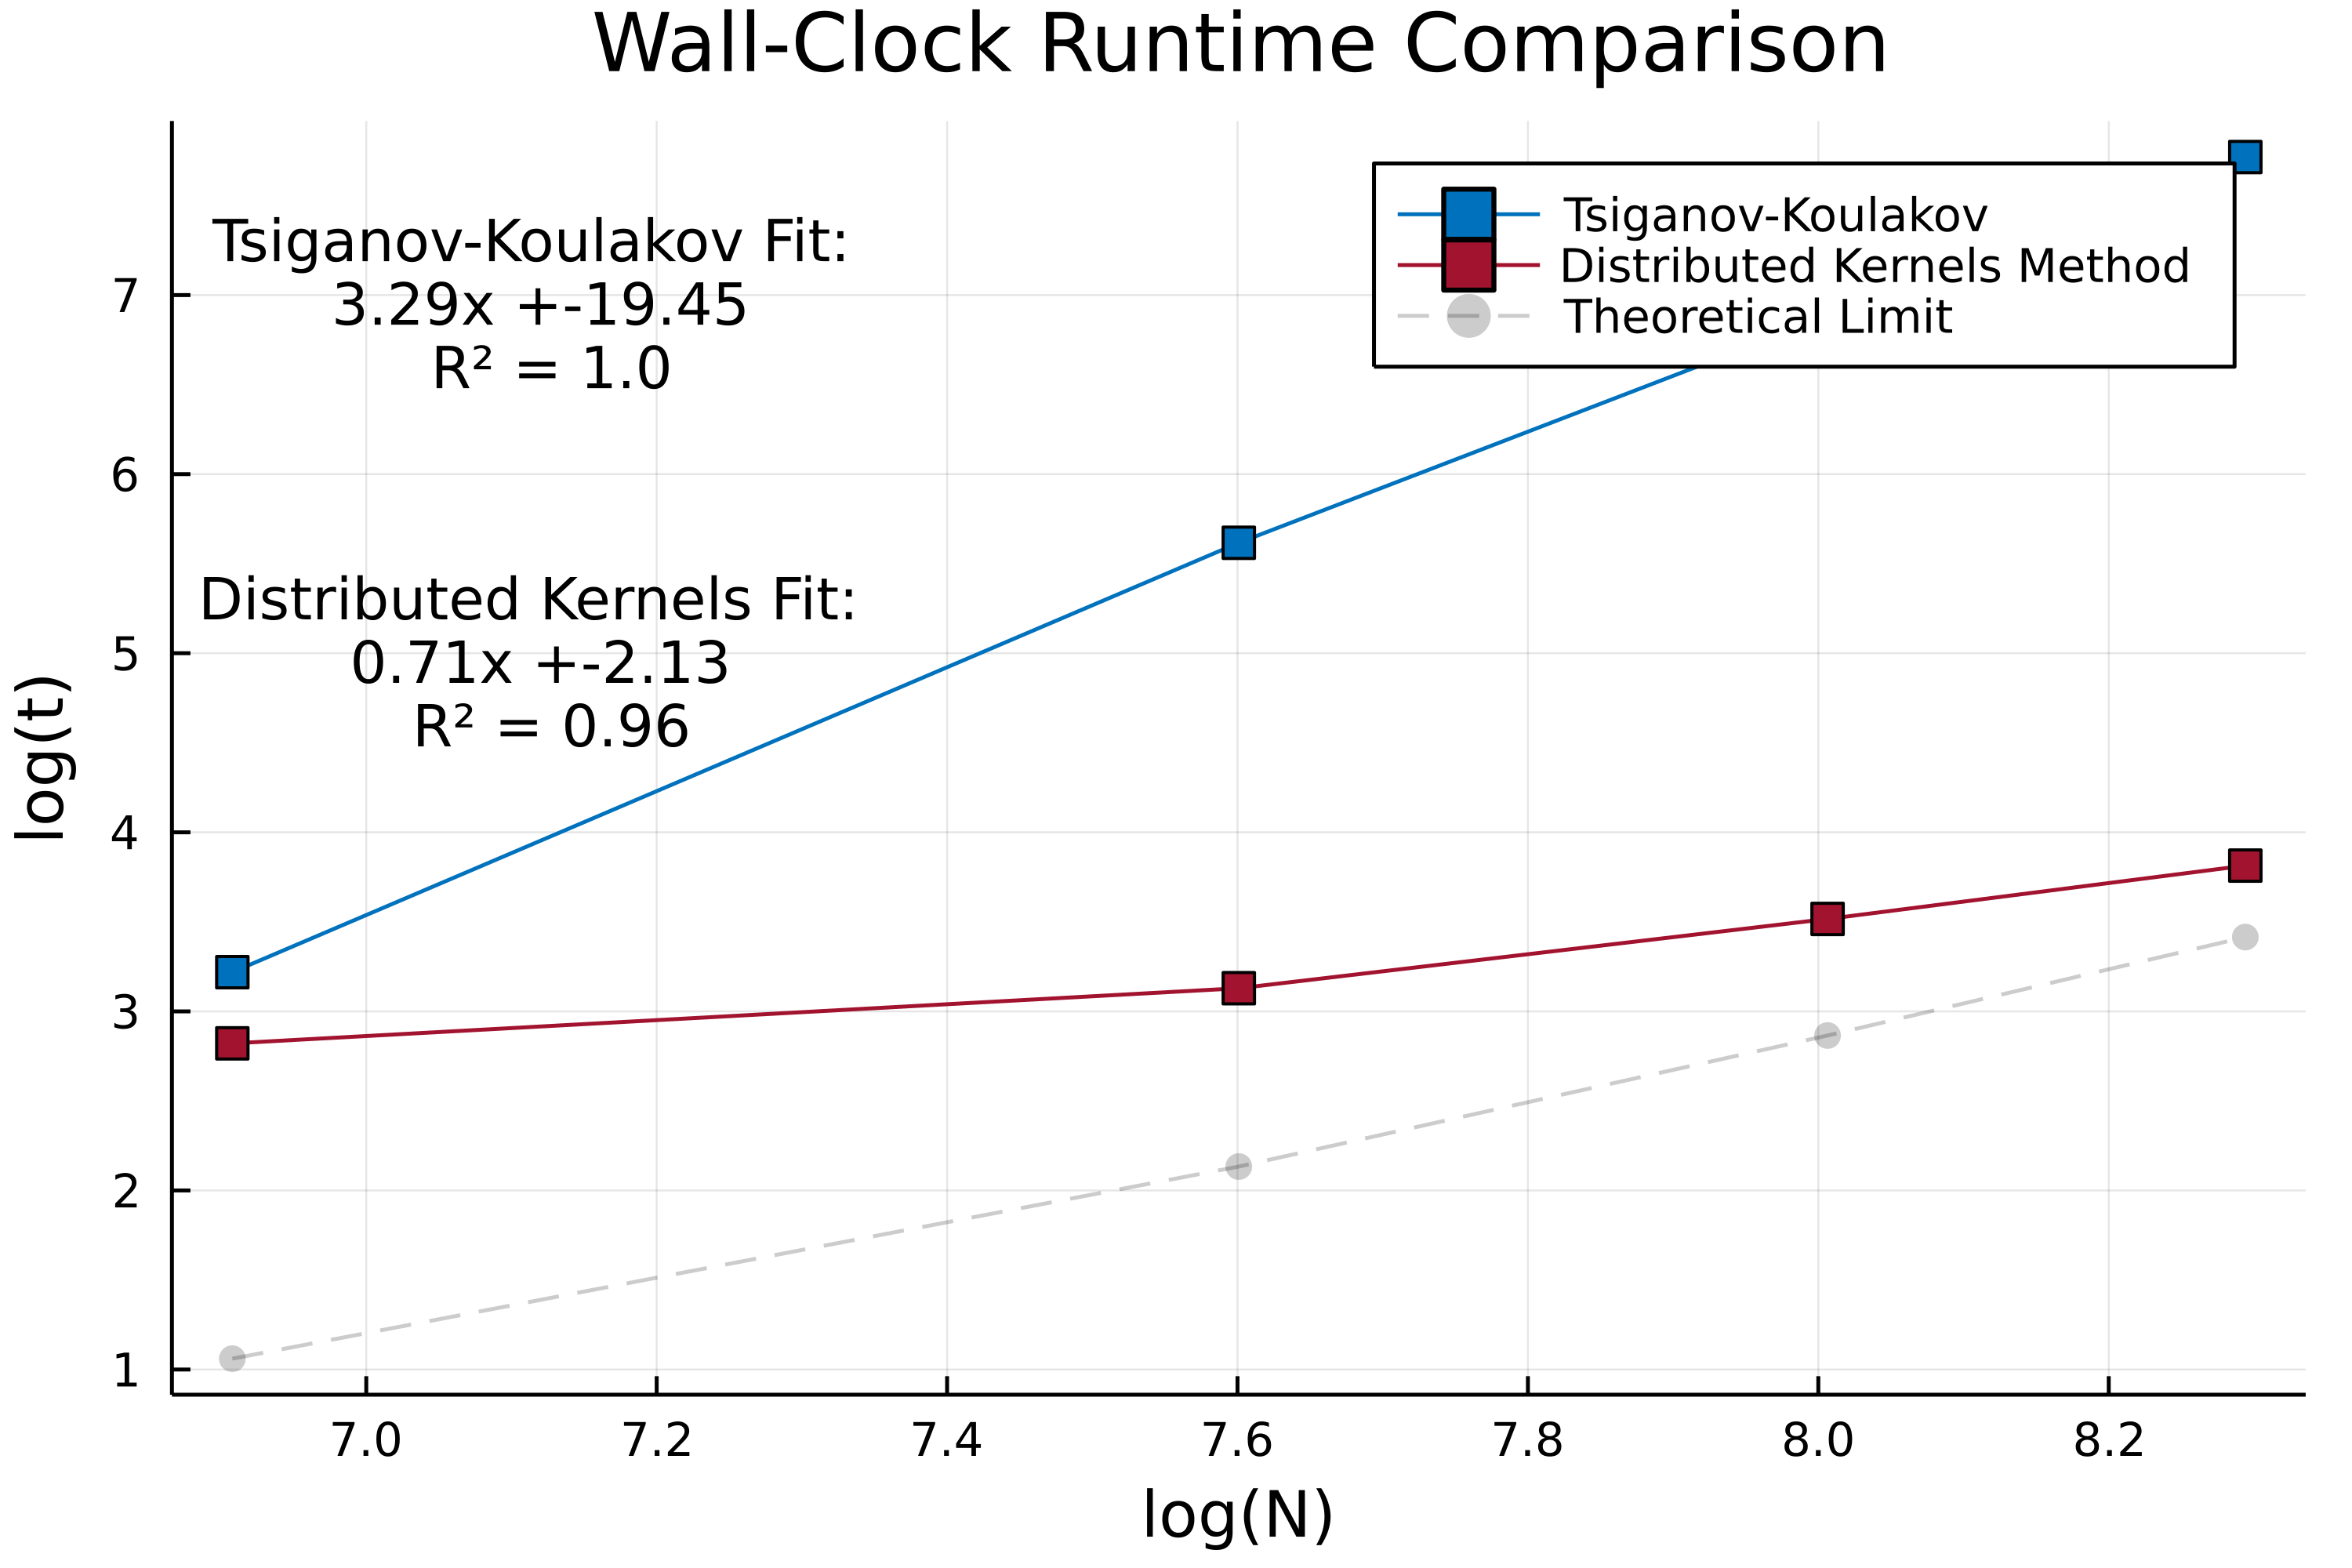 Wall-Clock Runtime Comparison
Tsiganov-Koulakov Fit:
3.29x +-19.45
R² = 1.0
Distributed Kernels Fit:
0.71x +-2.13
R² = 0.96
Tsiganov-Koulakov
Distributed Kernels Method
Theoretical Limit
log(t)
7
6
5
4
3
2
1
7.0 7.2 7.4 7.6 7.8 8.0 8.2
log(N)